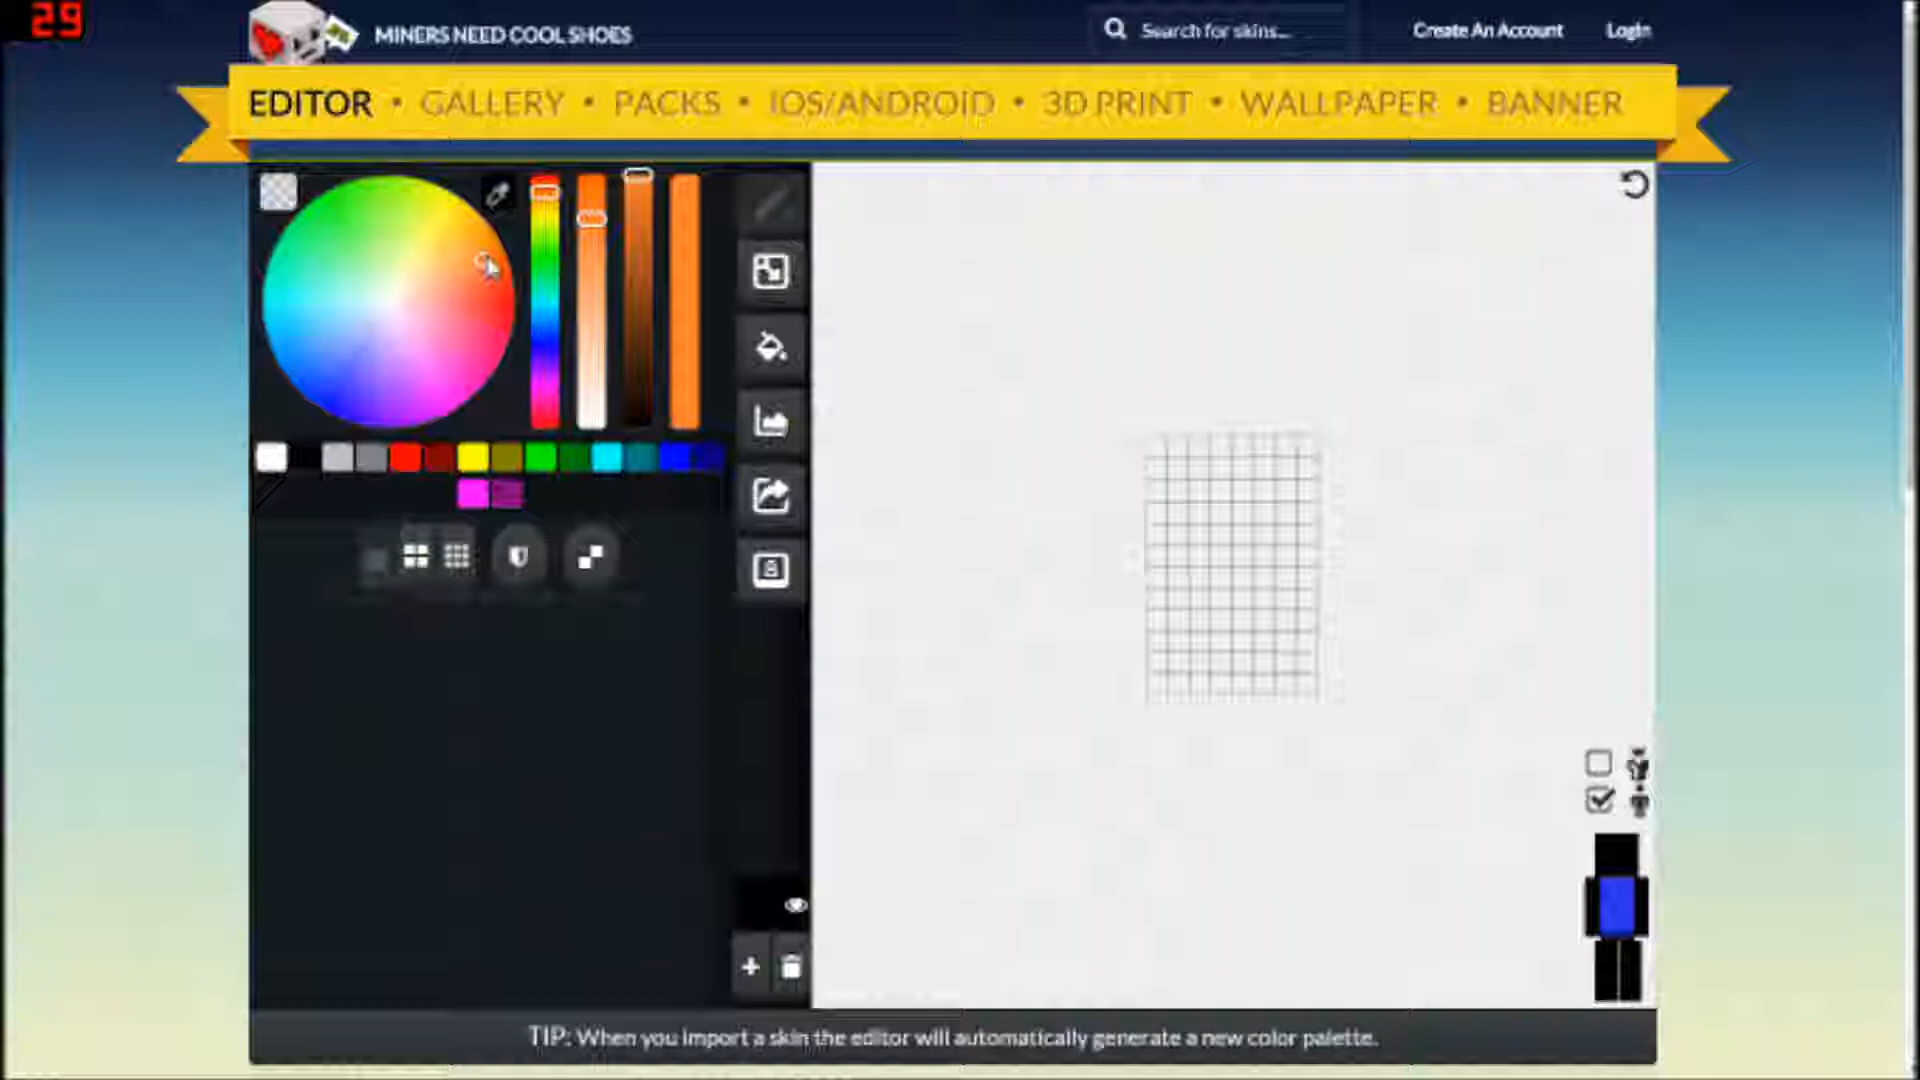 29
MINERS NEED COOL SHOES
Search for skins...
Create An Account
Login
EDITOR • GALLERY • PACKS • IOS/ANDROID • 3D PRINT • WALLPAPER • BANNER
TIP: When you import a skin the editor will automatically generate a new color palette.